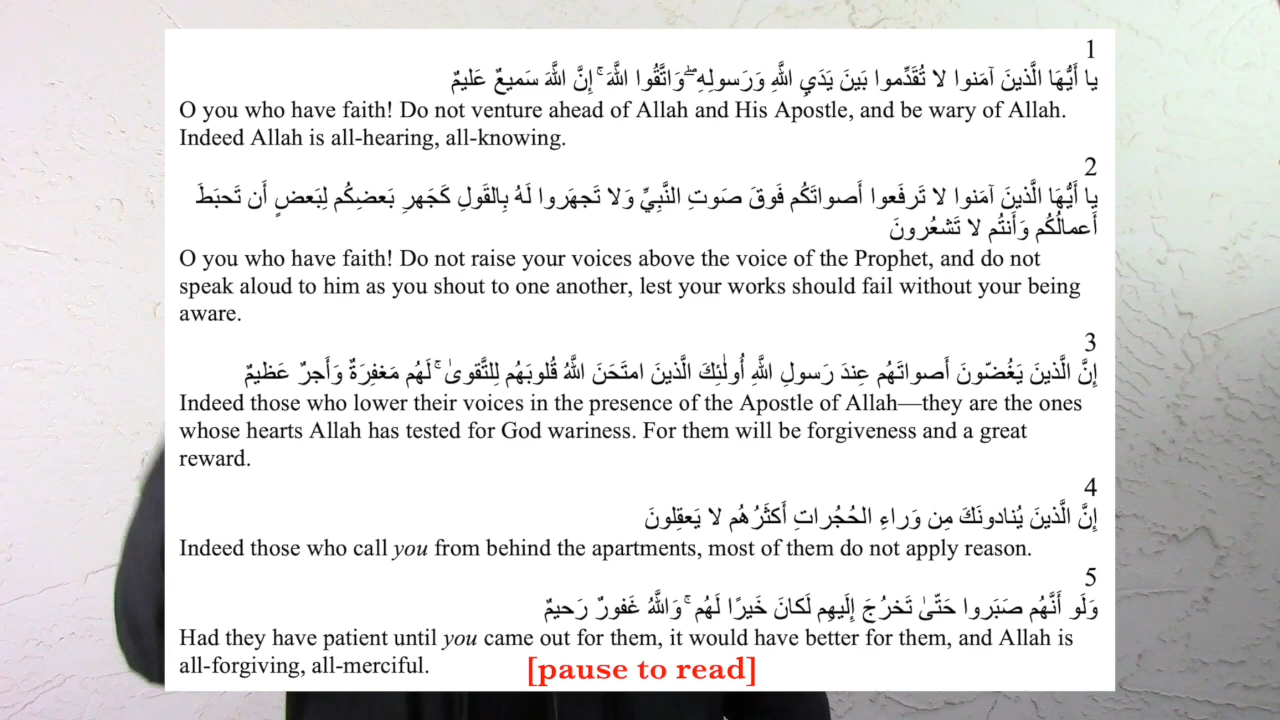 1
يا أَيُّهَا الَّذينَ آمَنوا لا تُقَدِّموا بَينَ يَدَيِ اللَّهِ وَرَسولِهِ ۖ وَاتَّقُوا اللَّهَ ۚ إِنَّ اللَّهَ سَميعٌ عَليمٌ
O you who have faith! Do not venture ahead of Allah and His Apostle, and be wary of Allah.
Indeed Allah is all-hearing, all-knowing.
2
يا أَيُّهَا الَّذينَ آمَنوا لا تَرفَعوا أَصواتَكُم فَوقَ صَوتِ النَّبِيِّ وَلا تَجهَروا لَهُ بِالقَولِ كَجَهرِ بَعضِكُم لِبَعضٍ أَن تَحبَطَ
أَعمالُكُم وَأَنتُم لا تَشعُرونَ
O you who have faith! Do not raise your voices above the voice of the Prophet, and do not
speak aloud to him as you shout to one another, lest your works should fail without your being
aware.
3
إِنَّ الَّذينَ يَغُضّونَ أَصواتَهُم عِندَ رَسولِ اللَّهِ أُولٰئِكَ الَّذينَ امتَحَنَ اللَّهُ قُلوبَهُم لِلتَّقوىٰ ۚ لَهُم مَغفِرَةٌ وَأَجرٌ عَظيمٌ
Indeed those who lower their voices in the presence of the Apostle of Allah—they are the ones
whose hearts Allah has tested for God wariness. For them will be forgiveness and a great
reward.
4
إِنَّ الَّذينَ يُنادونَكَ مِن وَراءِ الحُجُراتِ أَكثَرُهُم لا يَعقِلونَ
Indeed those who call you from behind the apartments, most of them do not apply reason.
5
وَلَو أَنَّهُم صَبَروا حَتّىٰ تَخرُجَ إِلَيهِم لَكانَ خَيرًا لَهُم ۚ وَاللَّهُ غَفورٌ رَحيمٌ
Had they have patient until you came out for them, it would have better for them, and Allah is
all-forgiving, all-merciful.
[pause to read]